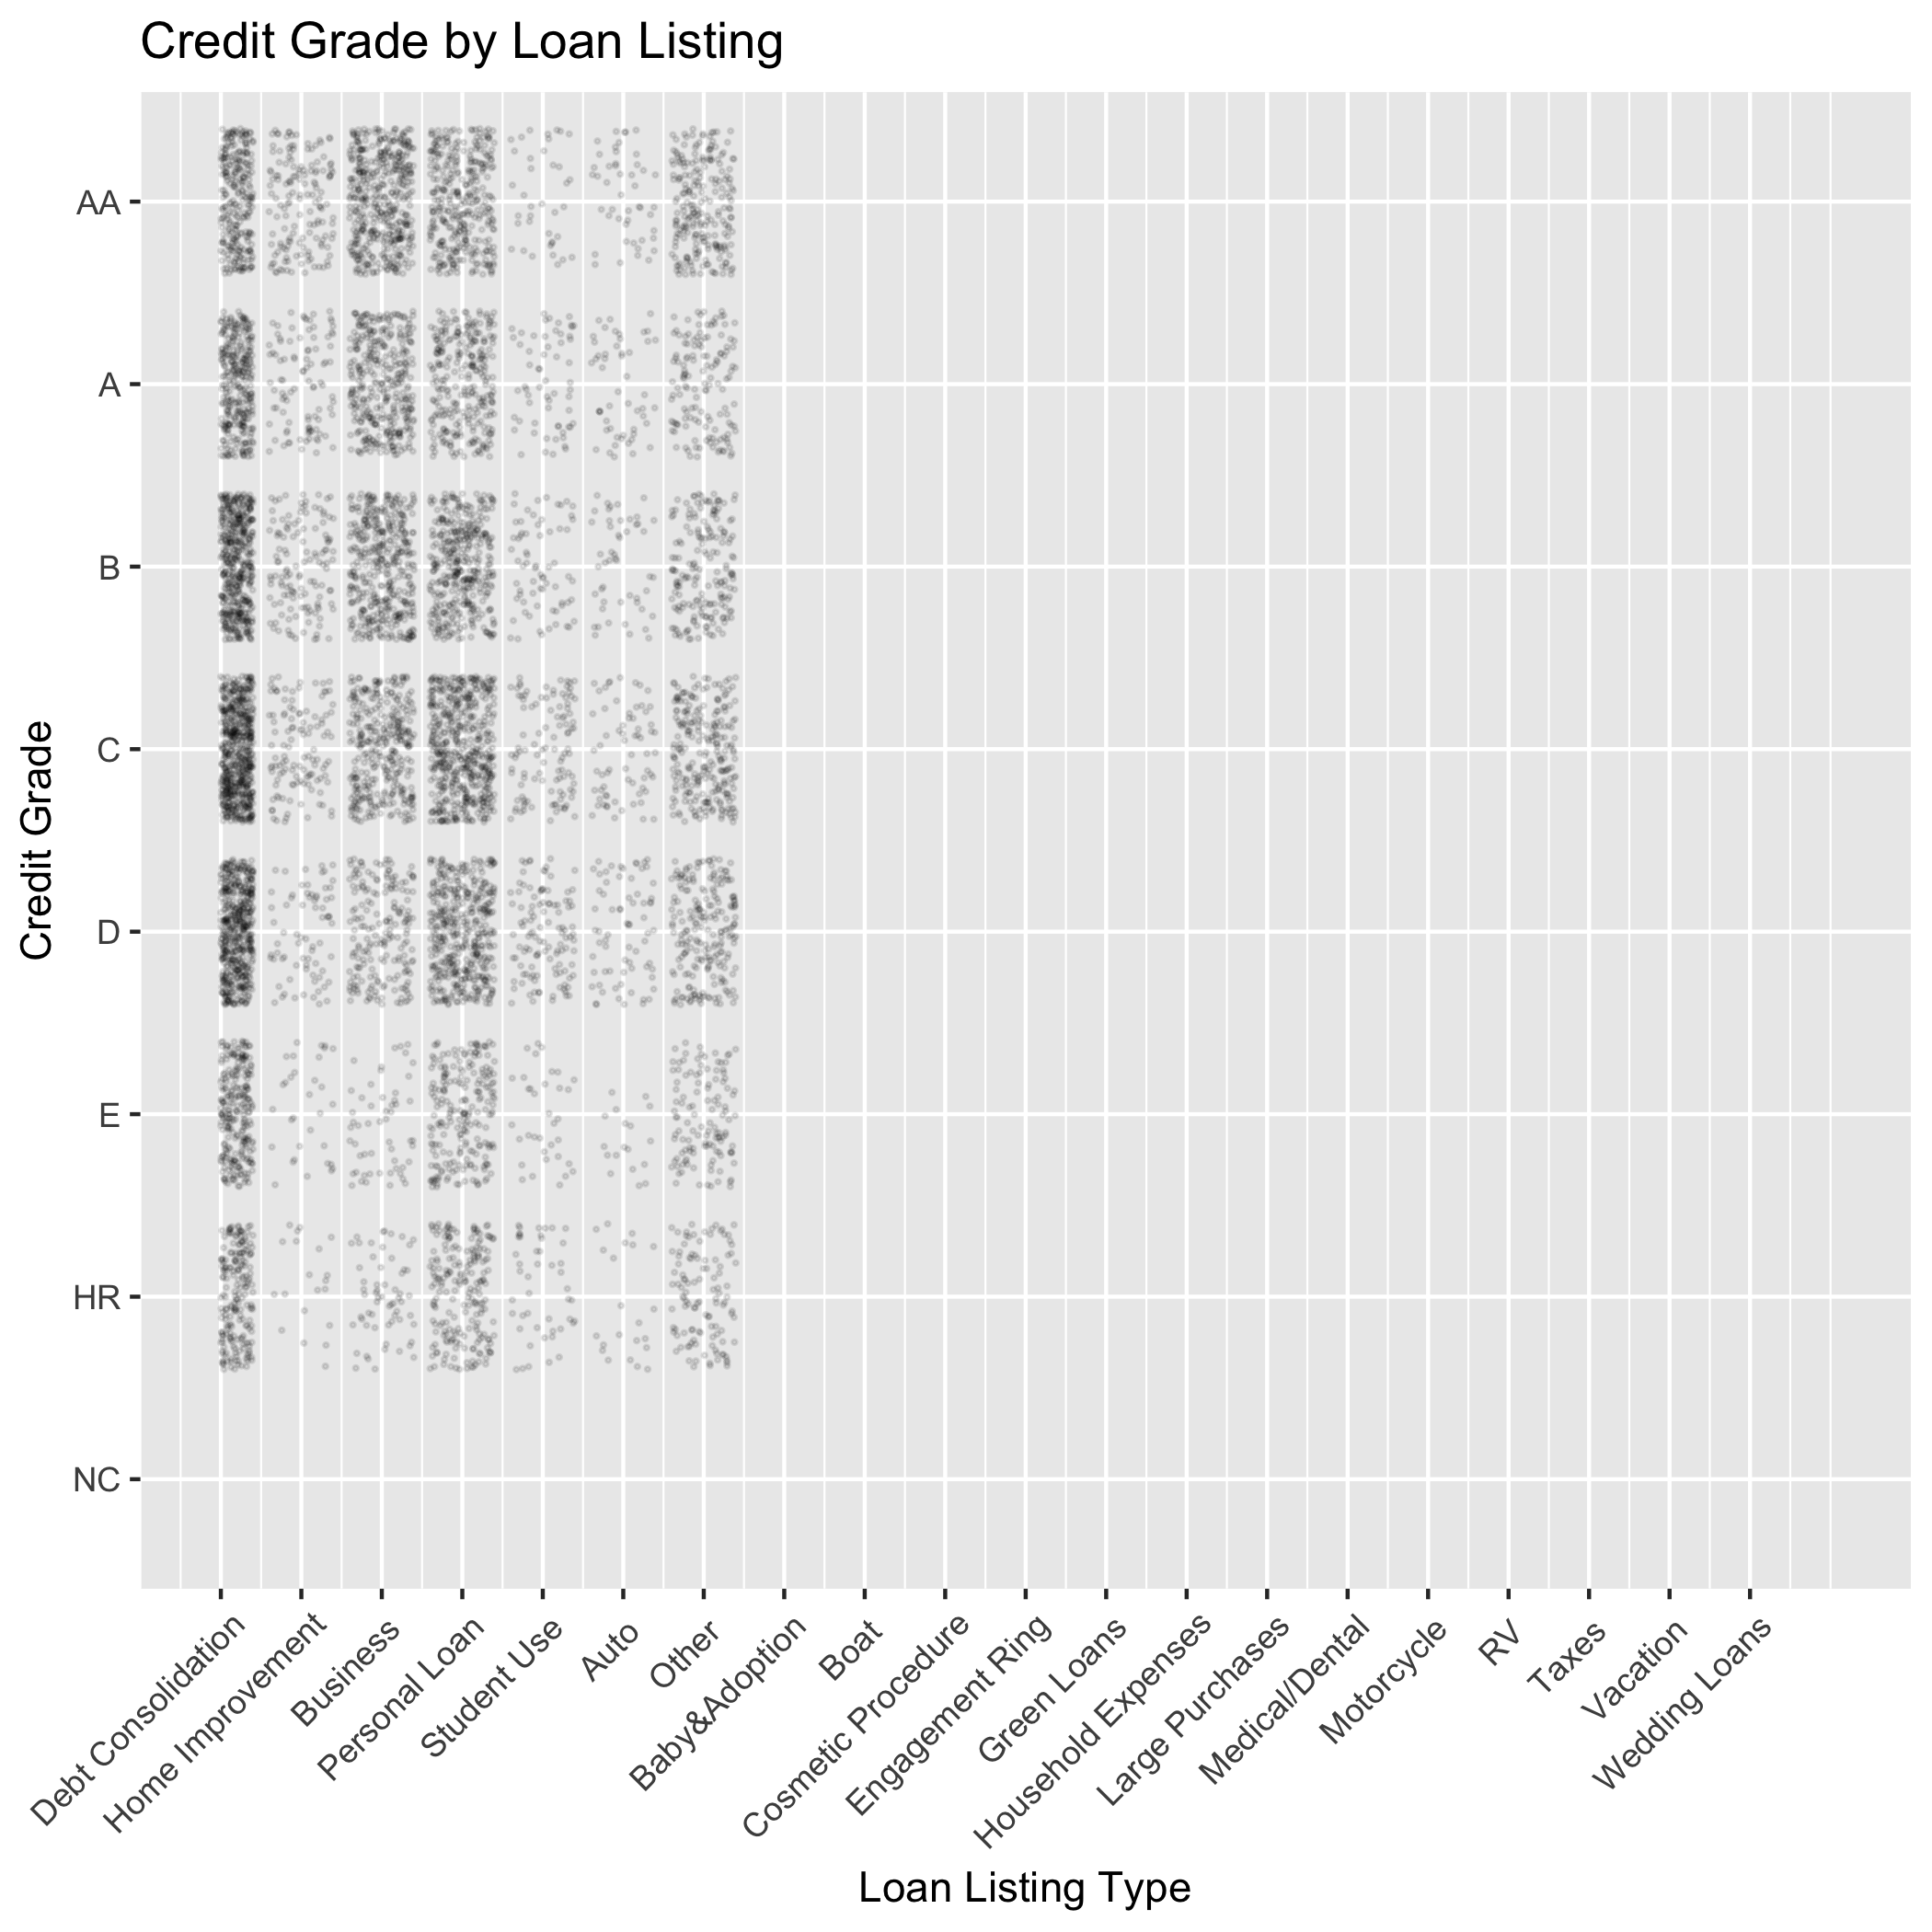 Credit Grade by Loan Listing
Credit Grade
AA
A
B
C
D
E
HR
NC
Debt Consolidation
Home Improvement
Business
Personal Loan
Student Use
Auto
Other
Baby&Adoption
Boat
Cosmetic Procedure
Engagement Ring
Green Loans
Household Expenses
Large Purchases
Medical/Dental
Motorcycle
RV
Taxes
Vacation
Wedding Loans
Loan Listing Type